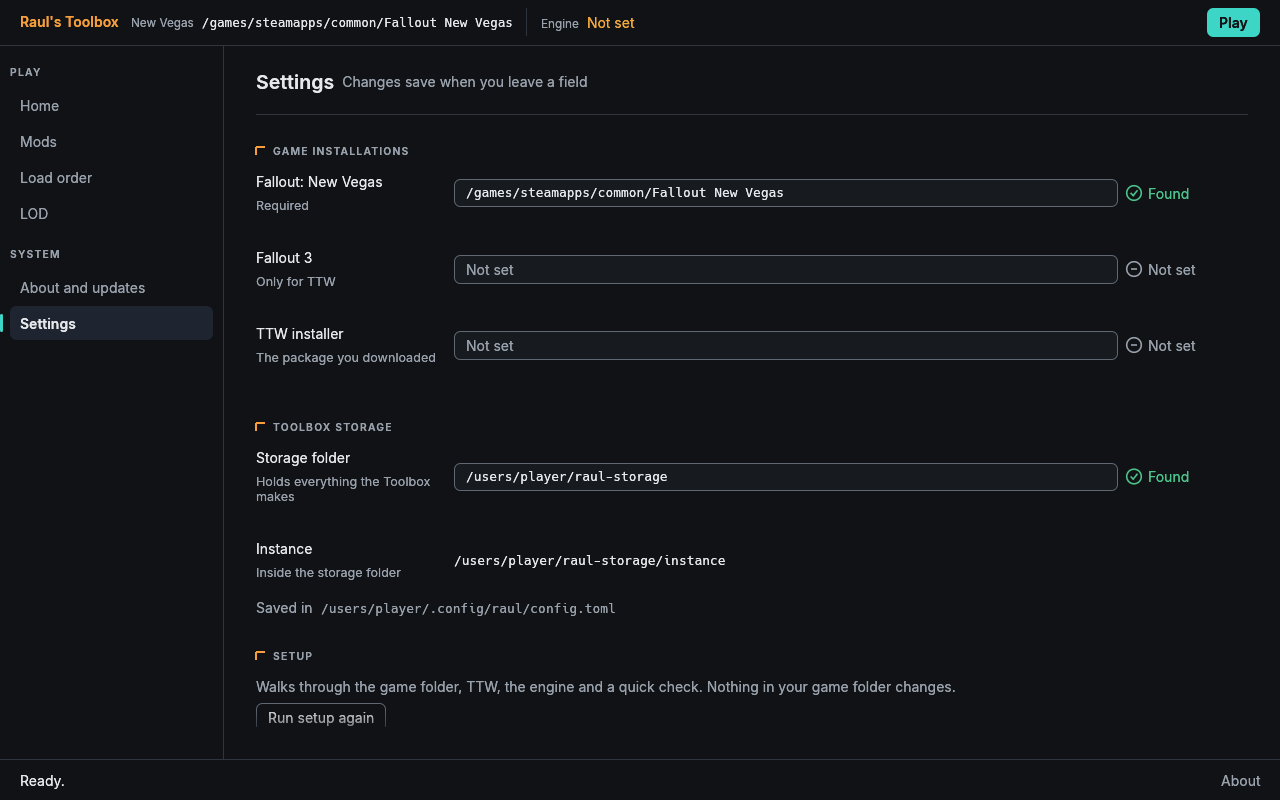 Raul's Toolbox New Vegas /games/steamapps/common/Fallout New Vegas Engine Not set Play
PLAY
Home
Mods
Load order
LOD
SYSTEM
About and updates
Settings
Settings Changes save when you leave a field
GAME INSTALLATIONS
Fallout: New Vegas
Required
/games/steamapps/common/Fallout New Vegas Found
Fallout 3
Only for TTW
Not set Not set
TTW installer
The package you downloaded
Not set Not set
TOOLBOX STORAGE
Storage folder
Holds everything the Toolbox
makes
/users/player/raul-storage Found
Instance
Inside the storage folder
/users/player/raul-storage/instance
Saved in /users/player/.config/raul/config.toml
SETUP
Walks through the game folder, TTW, the engine and a quick check. Nothing in your game folder changes.
Run setup again
Ready. About